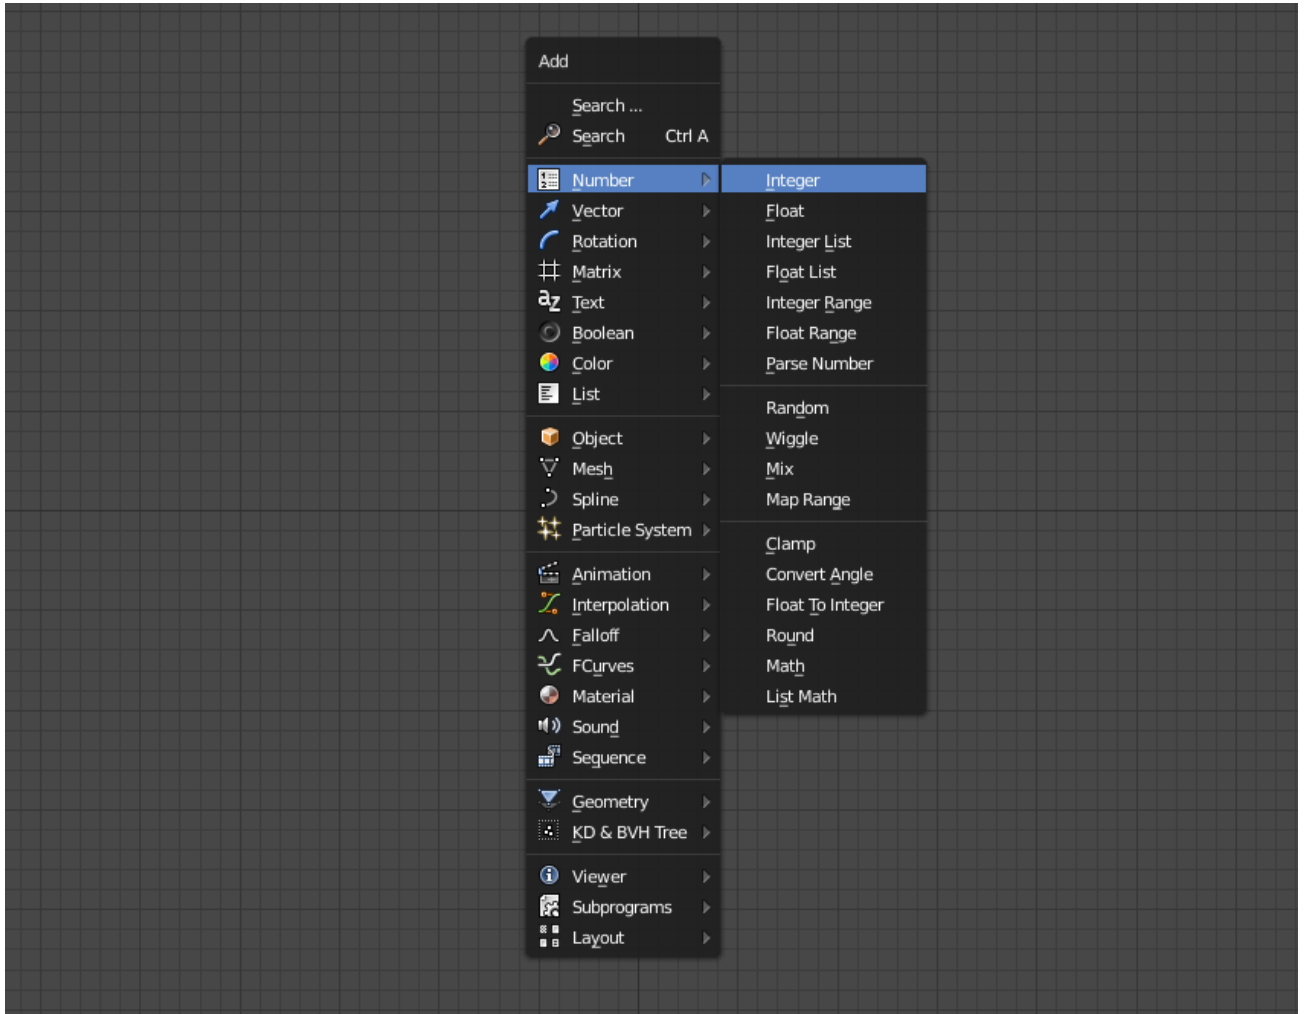 Add
Search ...
Search Ctrl A
Number
Vector
Rotation
Matrix
Text
Boolean
Color
List
Object
Mesh
Spline
Particle System
Animation
Interpolation
Falloff
FCurves
Material
Sound
Sequence
Geometry
KD & BVH Tree
Viewer
Subprograms
Layout
Integer
Float
Integer List
Float List
Integer Range
Float Range
Parse Number
Random
Wiggle
Mix
Map Range
Clamp
Convert Angle
Float To Integer
Round
Math
List Math